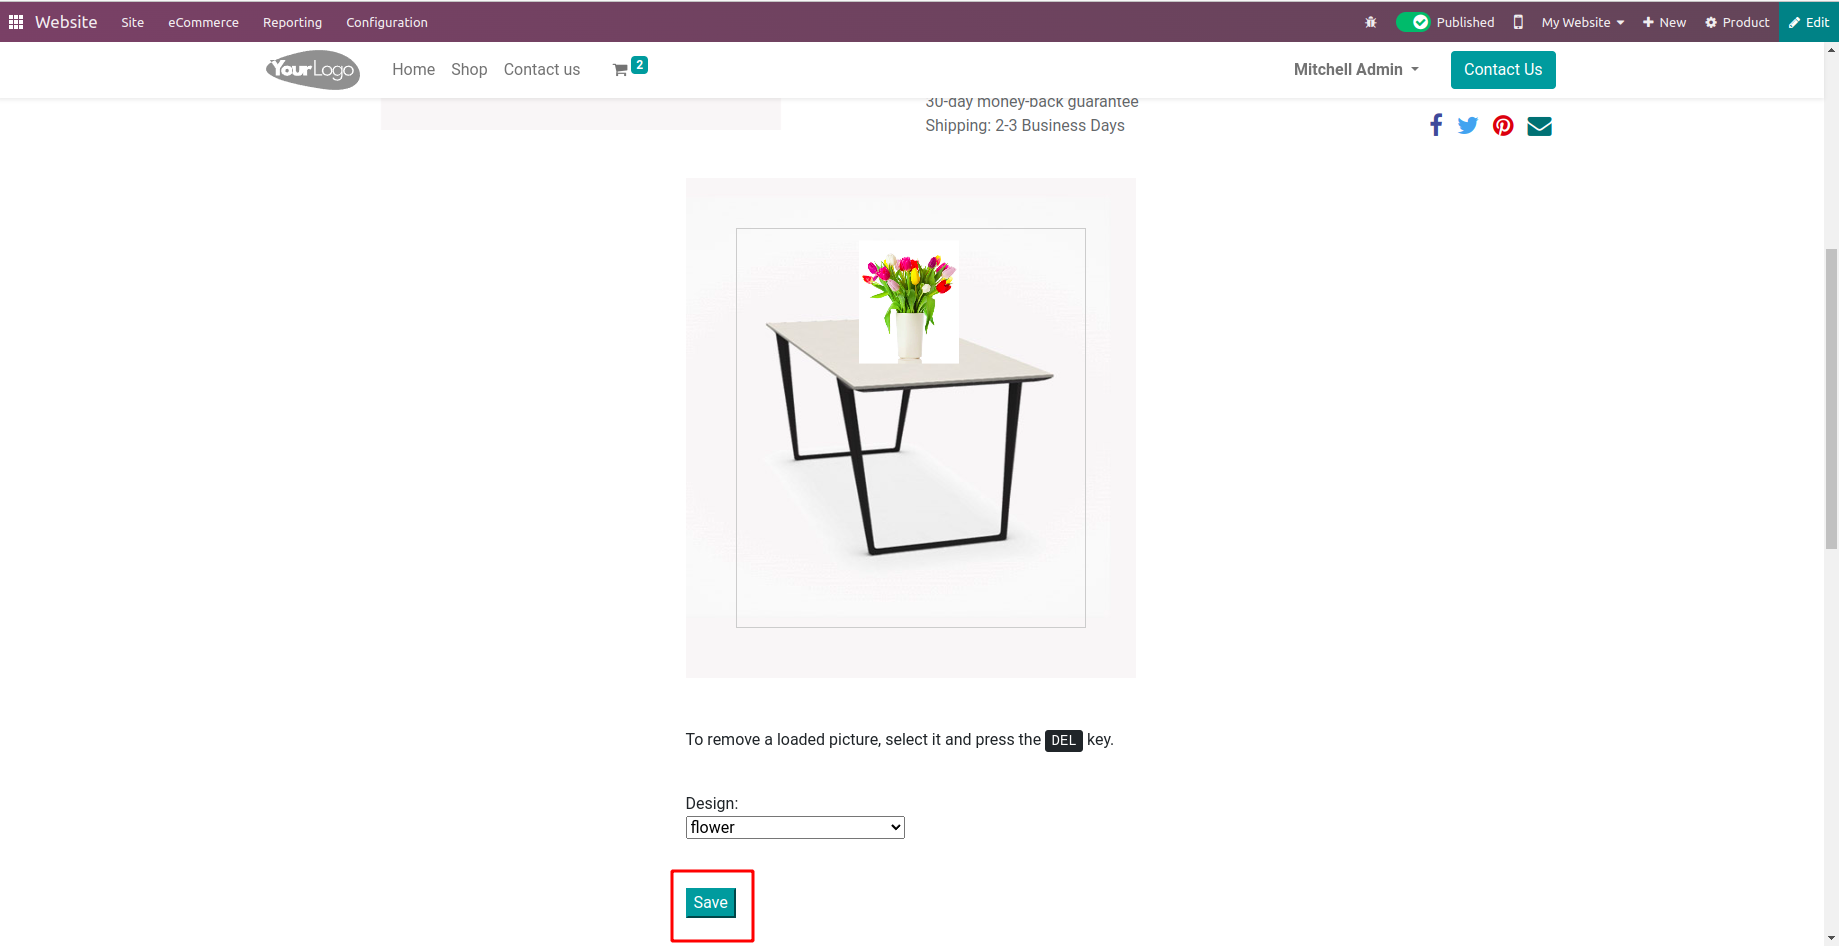 Website Site eCommerce Reporting Configuration Published My Website New Product Edit
YourLogo Home Shop Contact us 2 Mitchell Admin Contact Us
30-day money-back guarantee
Shipping: 2-3 Business Days
To remove a loaded picture, select it and press the DEL key.
Design:
flower
Save